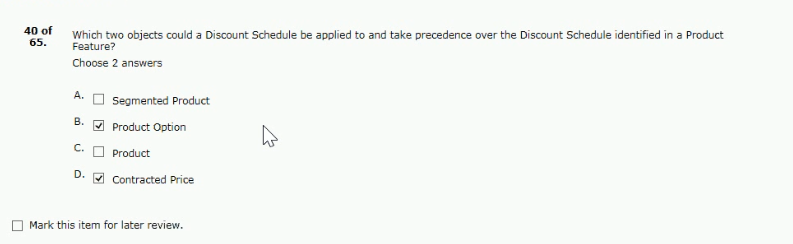 40 of 65.
Which two objects could a Discount Schedule be applied to and take precedence over the Discount Schedule identified in a Product
Feature?
Choose 2 answers
A. Segmented Product
B. Product Option
C. Product
D. Contracted Price
Mark this item for later review.